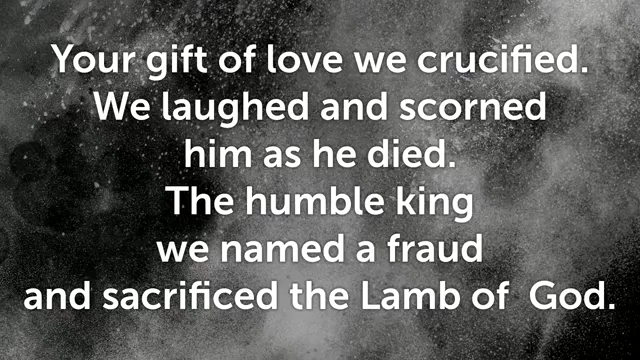 Your gift of love we crucified.
We laughed and scorned
him as he died.
The humble king
we named a fraud
and sacrificed the Lamb of  God.